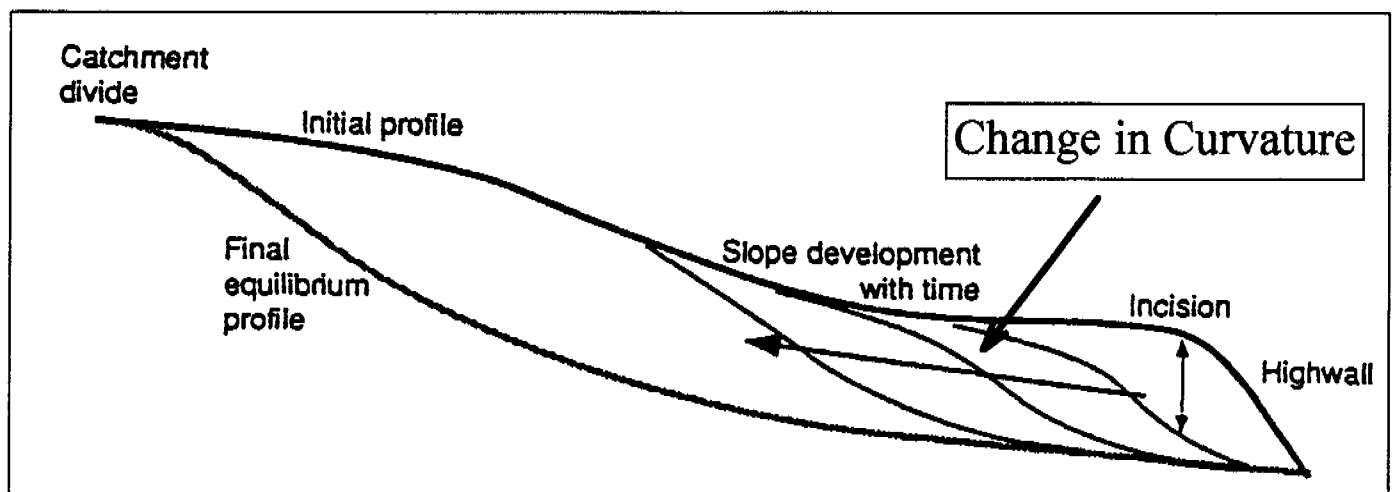 Catchment
divide
Initial profile
Change in Curvature
Final
equilibrium
profile
Slope development
with time
Incision
Highwall